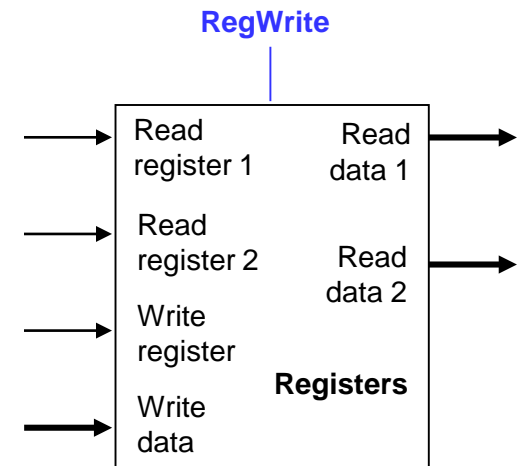 RegWrite
Read
register 1
Read
data 1
Read
register 2
Read
data 2
Write
register
Registers
Write
data